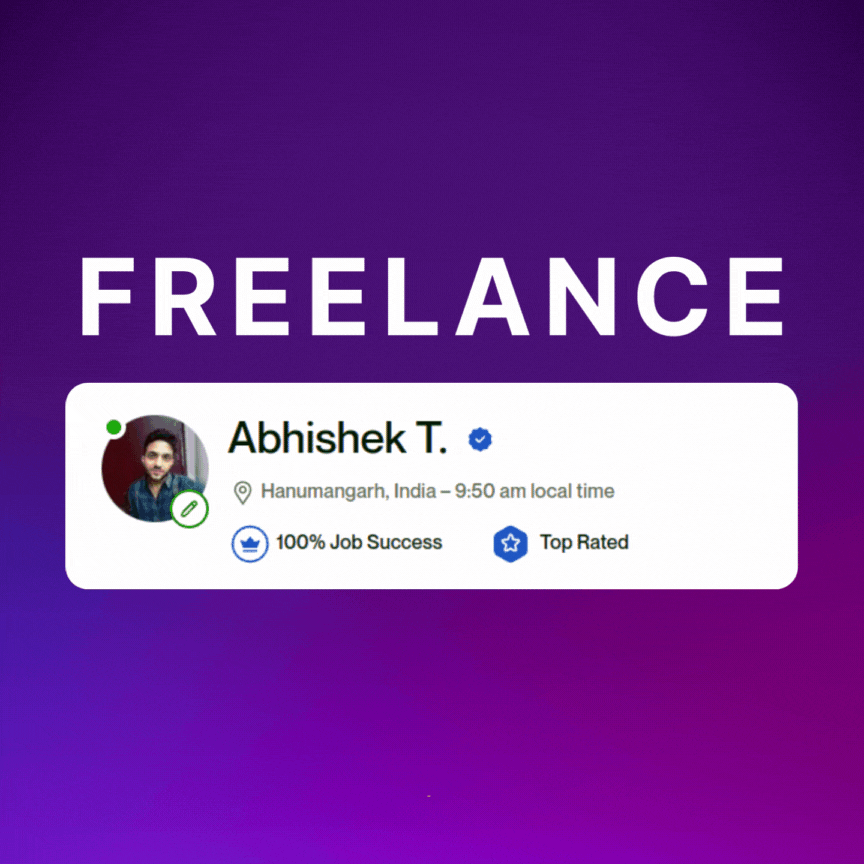 FREELANCE
Abhishek T.
Hanumangarh, India – 9:50 am local time
100% Job Success Top Rated